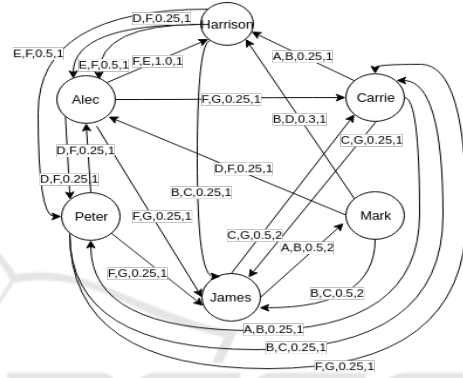 D,F,0.25,1
Harrison
E,F,0.5,1
E,F,0.5,1
F,E,1.0,1
A,B,0.25,1
Alec
F,G,0.25,1
Carrie
B,D,0.3,1
C,G,0.25,1
D,F,0.25,1
D,F,0.25,1
D,F,0.25,1
B,C,0.25,1
Peter
F,G,0.25,1
Mark
C,G,0.5,2
A,B,0.5,2
F,G,0.25,1
James
B,C,0.5,2
A,B,0.25,1
B,C,0.25,1
F,G,0.25,1